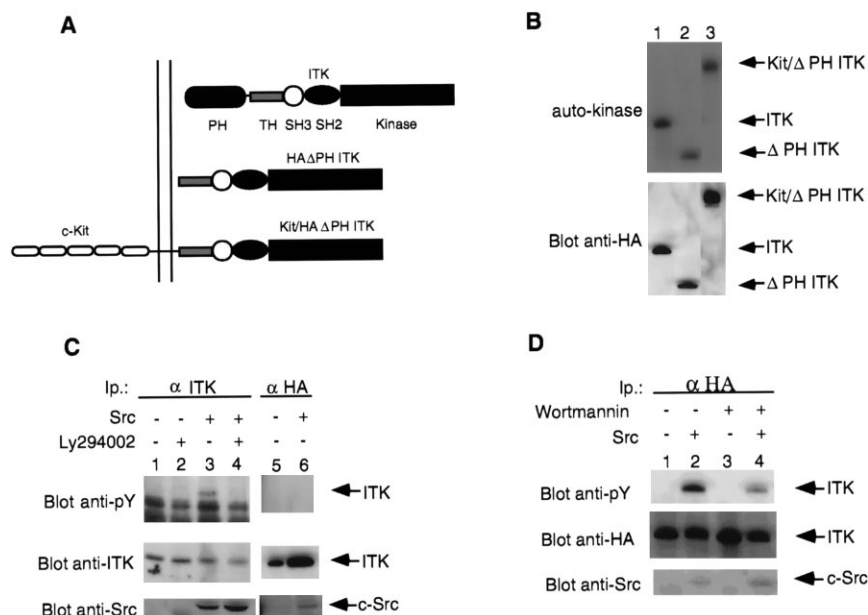 A
ITK
PH TH SH3 SH2 Kinase
HAΔPH ITK
c-Kit
Kit/HA Δ PH ITK
B
1 2 3
Kit/Δ PH ITK
auto-kinase
ITK
Δ PH ITK
Kit/Δ PH ITK
Blot anti-HA
ITK
Δ PH ITK
C
Ip.: α ITK α HA
Src - - + + - +
Ly294002 - + - +
1 2 3 4 5 6
Blot anti-pY ITK
Blot anti-ITK ITK
Blot anti-Src c-Src
D
Ip.: α HA
Wortmannin - - + +
Src - + - +
1 2 3 4
Blot anti-pY ITK
Blot anti-HA ITK
Blot anti-Src c-Src